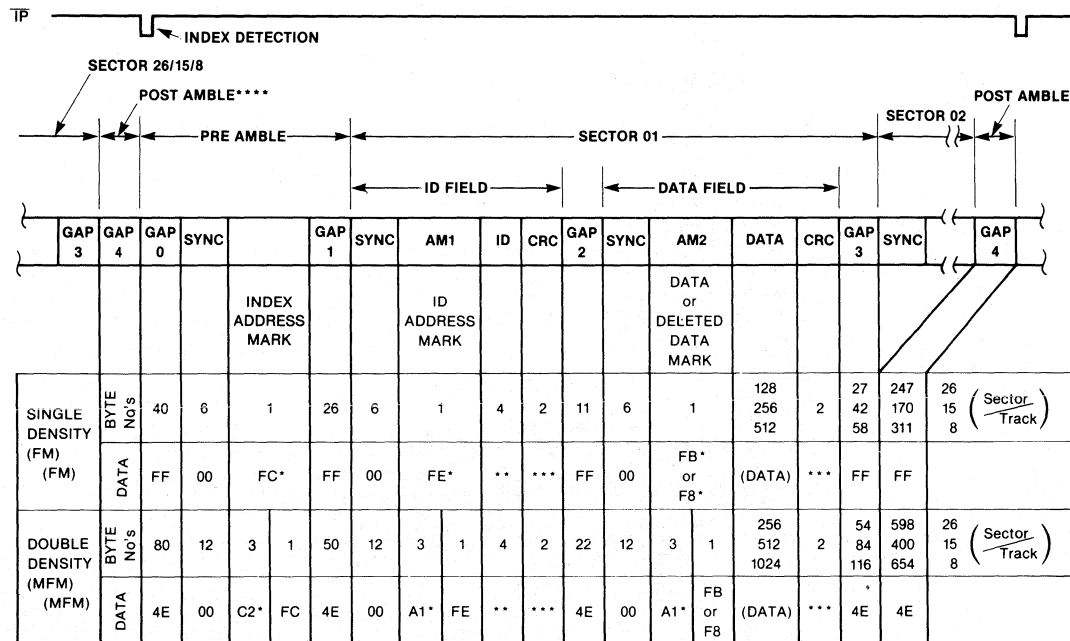 IP
INDEX DETECTION
SECTOR 26/15/8
POST AMBLE****
POST AMBLE
SECTOR 02
PRE AMBLE
SECTOR 01
ID FIELD
DATA FIELD
GAP 3 GAP 4 GAP 0 SYNC GAP 1 SYNC AM1 ID CRC GAP 2 SYNC AM2 DATA CRC GAP 3 SYNC GAP 4
INDEX ADDRESS MARK
ID ADDRESS MARK
DATA or DELETED DATA MARK
SINGLE DENSITY (FM) (FM)
BYTE No's 40 6 1 26 6 1 4 2 11 6 1 128 256 512 2 27 42 58 247 170 311 26 15 8 (Sector/Track)
DATA FF 00 FC* FF 00 FE* ** *** FF 00 FB* or F8* (DATA) *** FF FF
DOUBLE DENSITY (MFM) (MFM)
BYTE No's 80 12 3 1 50 12 3 1 4 2 22 12 3 1 256 512 1024 2 54 84 116 598 400 654 26 15 8 (Sector/Track)
DATA 4E 00 C2* FC 4E 00 A1* FE ** *** 4E 00 A1* FB or F8 (DATA) *** 4E 4E